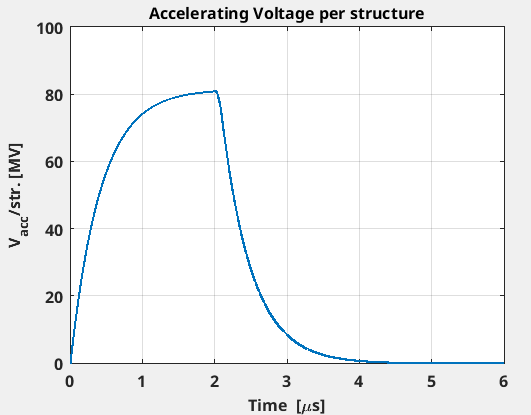 Accelerating Voltage per structure
100
80
60
40
20
0
V_acc/str. [MV]
0 1 2 3 4 5 6
Time [μs]